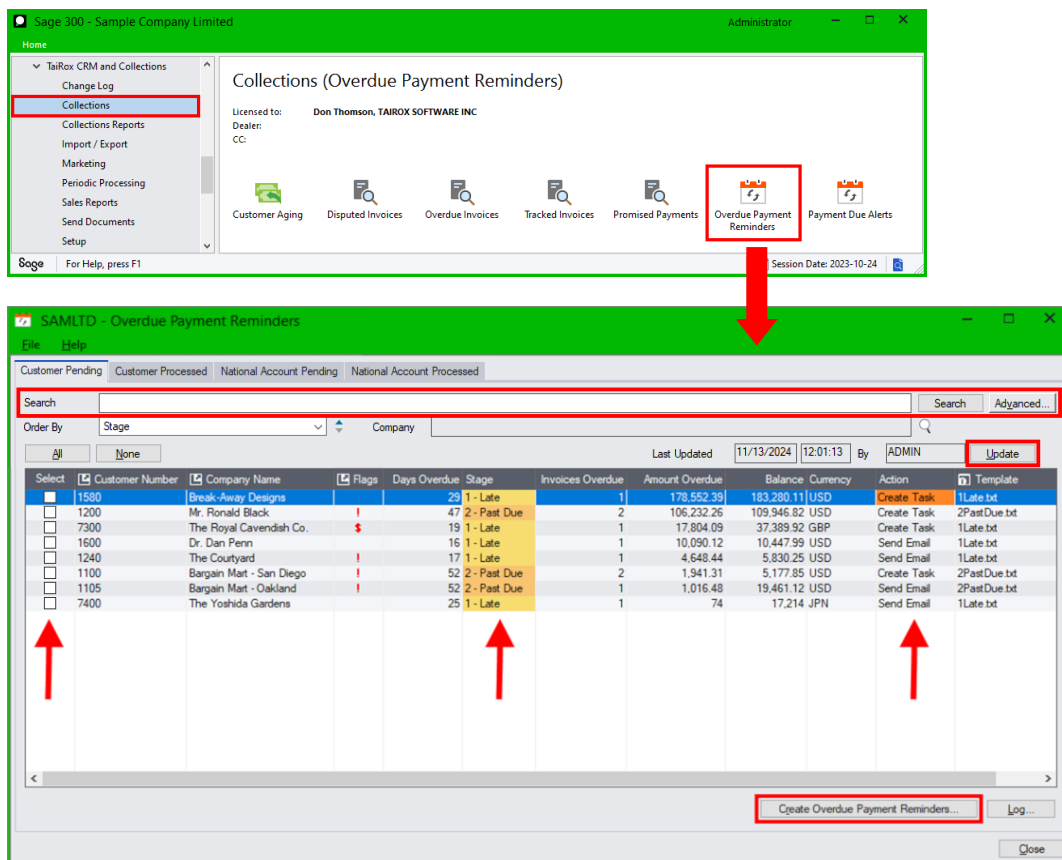 Sage 300 - Sample Company Limited
Administrator
Home
TaiRox CRM and Collections
Change Log
Collections
Collections Reports
Import / Export
Marketing
Periodic Processing
Sales Reports
Send Documents
Setup
Collections (Overdue Payment Reminders)
Licensed to: Don Thomson, TAIROX SOFTWARE INC
Dealer:
CC:
Customer Aging
Disputed Invoices
Overdue Invoices
Tracked Invoices
Promised Payments
Overdue Payment
Reminders
Payment Due Alerts
Sage For Help, press F1
Session Date: 2023-10-24
SAMLTD - Overdue Payment Reminders
File Help
Customer Pending Customer Processed National Account Pending National Account Processed
Search Search Advanced...
Order By Stage Company
All None Last Updated 11/13/2024 12:01:13 By ADMIN Update
Select Customer Number Company Name Flags Days Overdue Stage Invoices Overdue Amount Overdue Balance Currency Action Template
1580 Break-Away Designs 29 1 - Late 1 178,552.39 183,280.11 USD Create Task 1Late.txt
1200 Mr. Ronald Black ! 47 2 - Past Due 2 106,232.26 109,946.82 USD Create Task 2PastDue.txt
7300 The Royal Cavendish Co. $ 19 1 - Late 1 17,804.09 37,389.92 GBP Create Task 1Late.txt
1600 Dr. Dan Penn 16 1 - Late 1 10,090.12 10,447.99 USD Send Email 1Late.txt
1240 The Courtyard ! 17 1 - Late 1 4,648.44 5,830.25 USD Send Email 1Late.txt
1100 Bargain Mart - San Diego ! 52 2 - Past Due 2 1,941.31 5,177.85 USD Create Task 2PastDue.txt
1105 Bargain Mart - Oakland ! 52 2 - Past Due 1 1,016.48 19,461.12 USD Send Email 2PastDue.txt
7400 The Yoshida Gardens 25 1 - Late 1 74 17,214 JPN Send Email 1Late.txt
Create Overdue Payment Reminders... Log...
Close